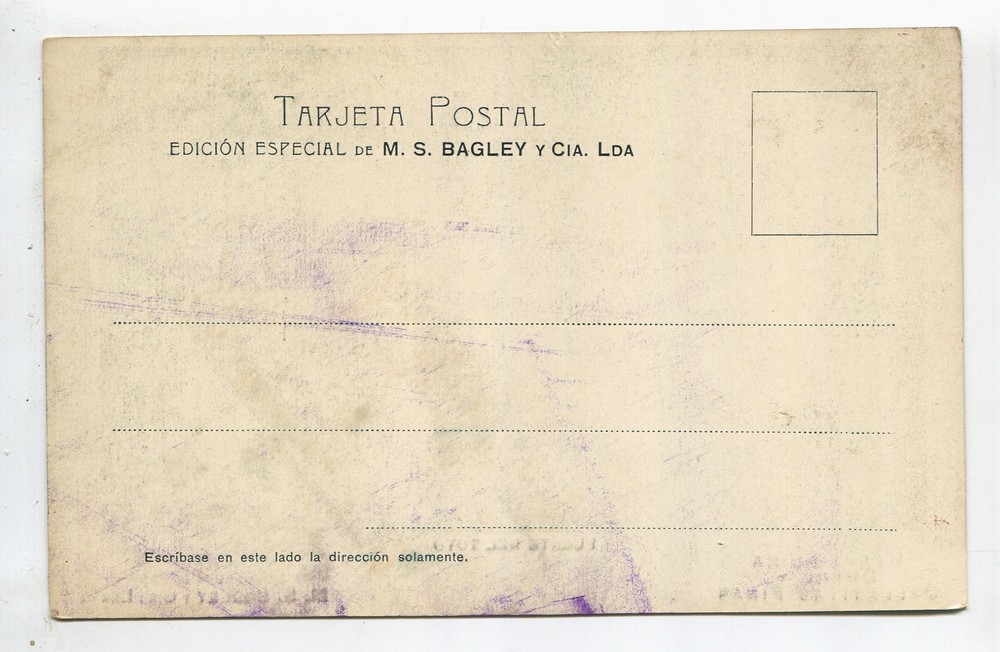 TARJETA POSTAL
EDICIÓN ESPECIAL DE M. S. BAGLEY Y CIA. LDA
Escríbase en este lado la dirección solamente.